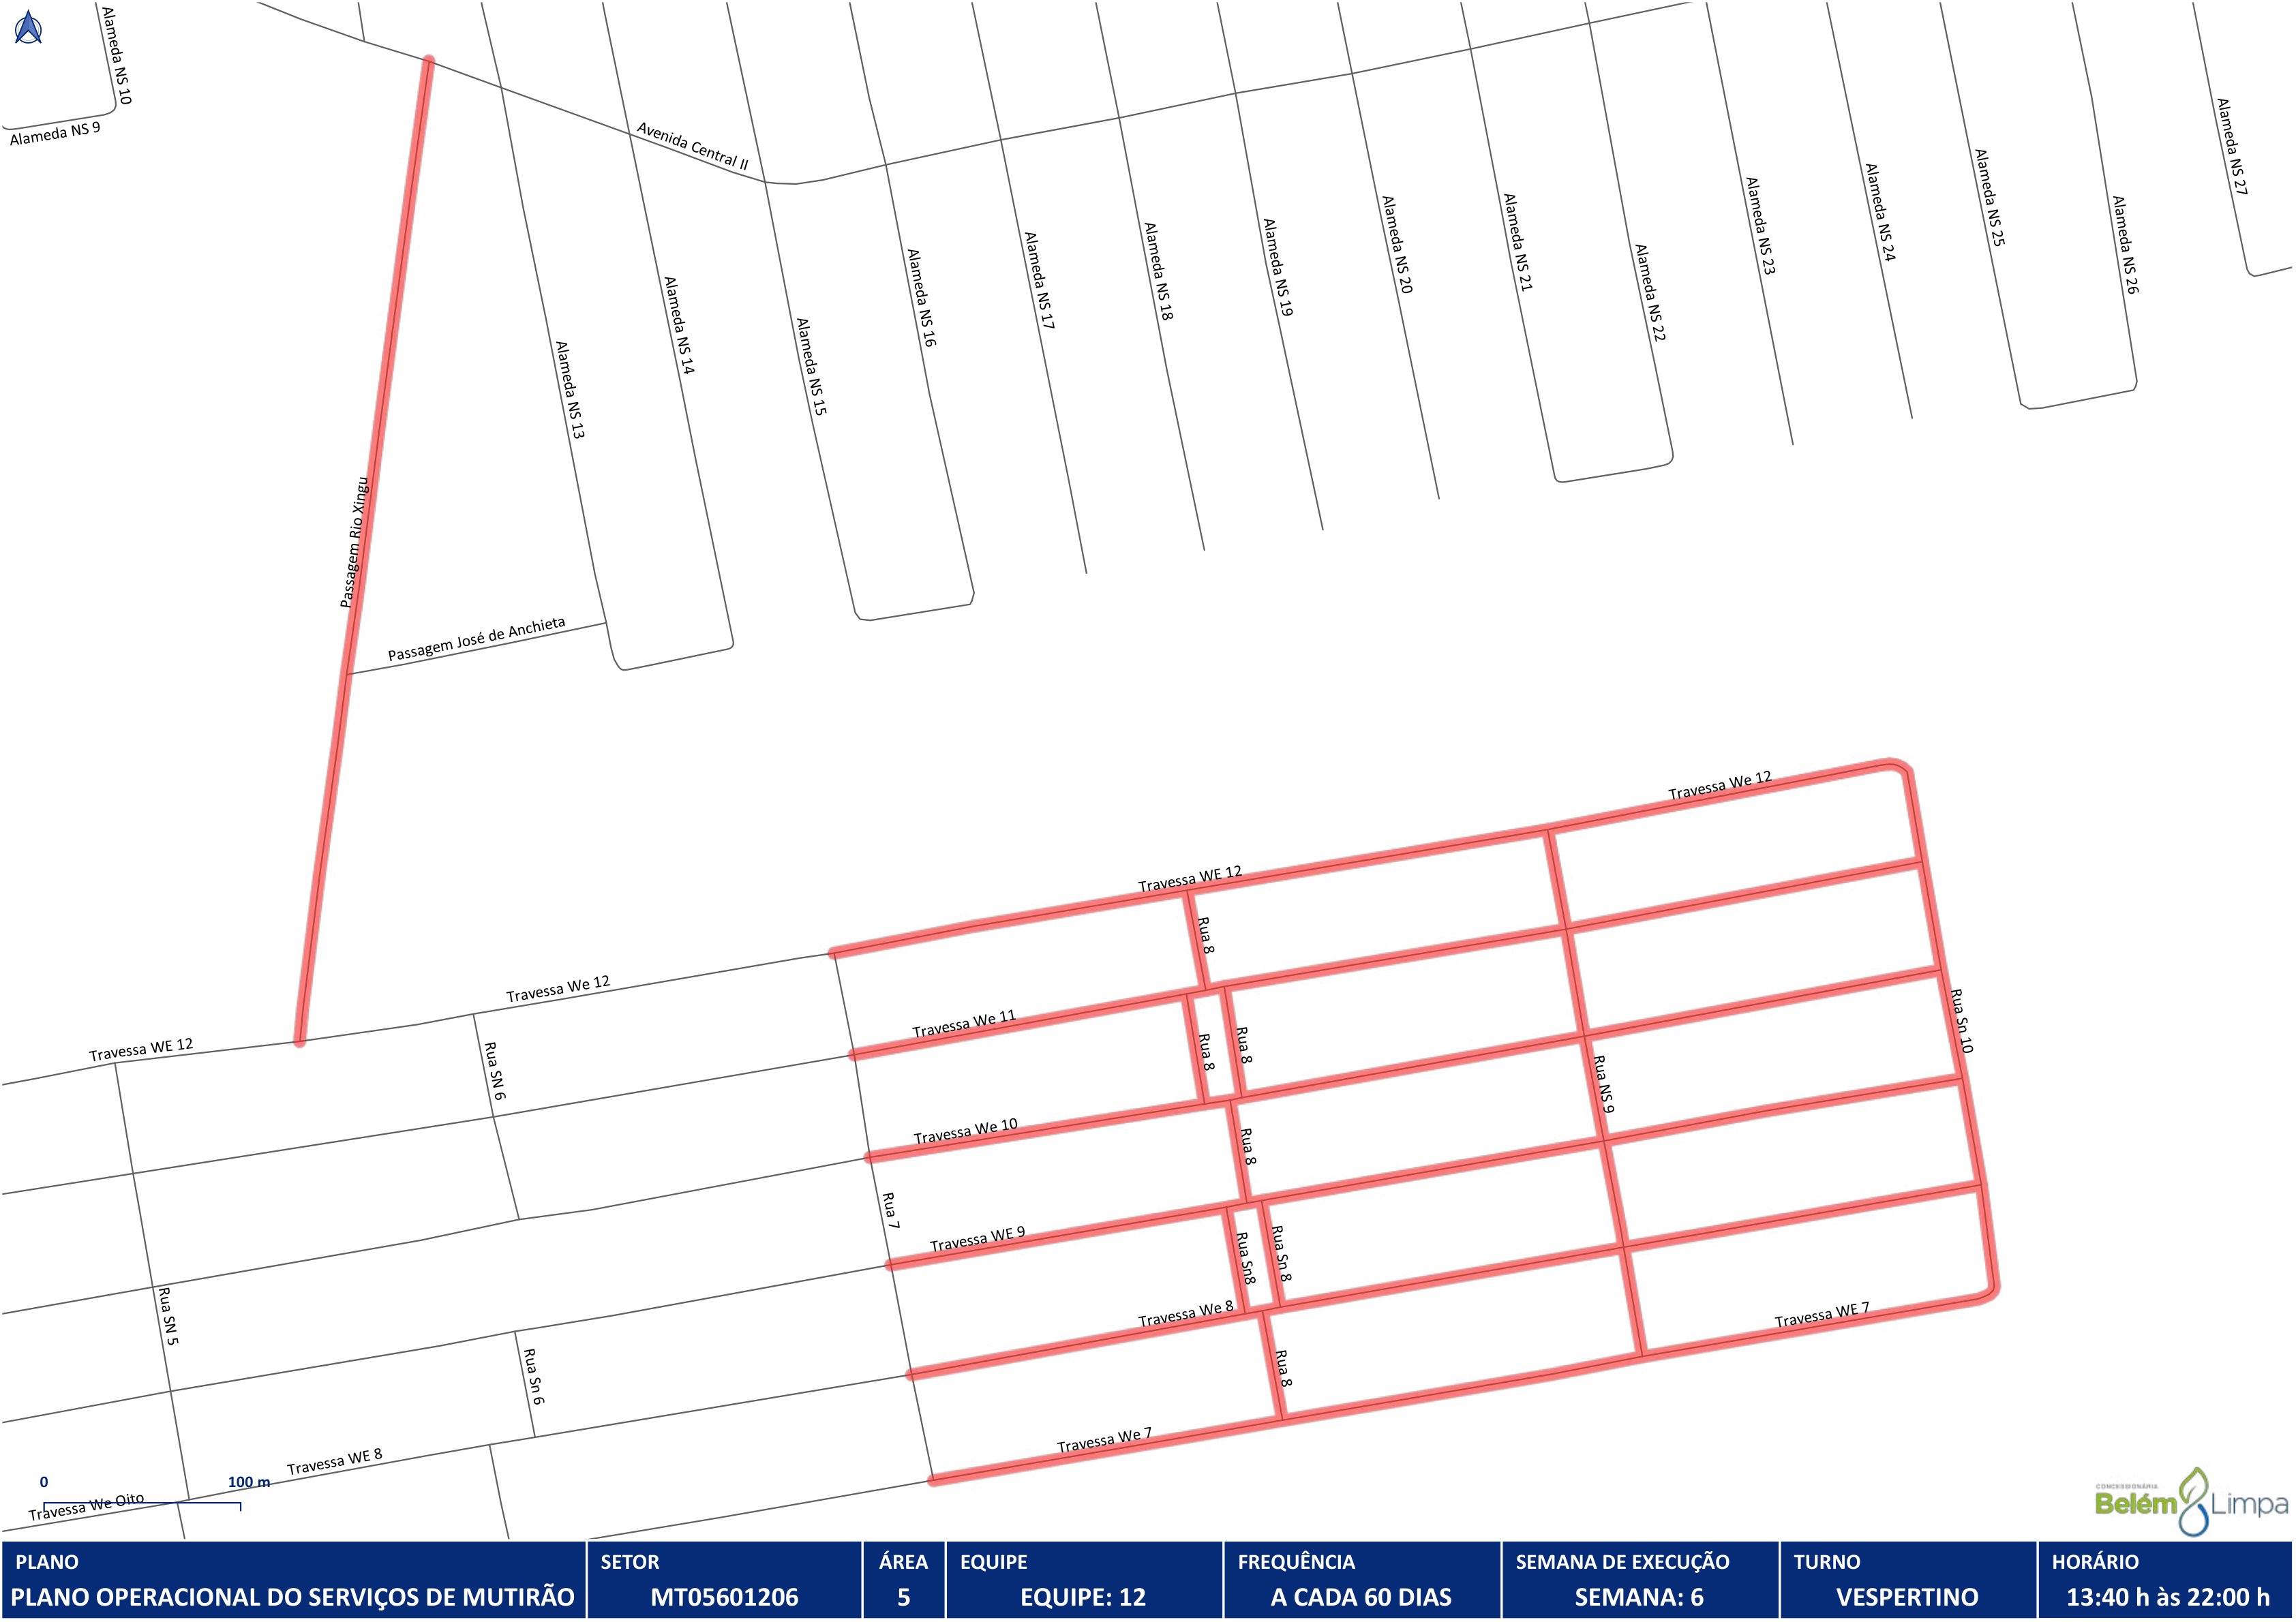 Alameda NS 10
Alameda NS 9
Avenida Central II
Alameda NS 13
Alameda NS 14
Alameda NS 15
Alameda NS 16
Alameda NS 17
Alameda NS 18
Alameda NS 19
Alameda NS 20
Alameda NS 21
Alameda NS 22
Alameda NS 23
Alameda NS 24
Alameda NS 25
Alameda NS 26
Alameda NS 27
Passagem Rio Xingu
Passagem José de Anchieta
Travessa We 12
Travessa WE 12
Rua 8
Travessa We 12
Travessa We 11
Travessa WE 12
Rua SN 6
Rua 8
Rua 8
Rua Sn 10
Rua NS 9
Travessa We 10
Rua 8
Rua 7
Travessa WE 9
Rua Sn8
Rua Sn 8
Rua SN 5
Travessa We 8
Travessa WE 7
Rua Sn 6
Rua 8
Travessa We 7
Travessa WE 8
0 100 m
Travessa We Oito
CONCESSIONÁRIA
Belém Limpa
PLANO
PLANO OPERACIONAL DO SERVIÇOS DE MUTIRÃO
SETOR
MT05601206
ÁREA
5
EQUIPE
EQUIPE: 12
FREQUÊNCIA
A CADA 60 DIAS
SEMANA DE EXECUÇÃO
SEMANA: 6
TURNO
VESPERTINO
HORÁRIO
13:40 h às 22:00 h